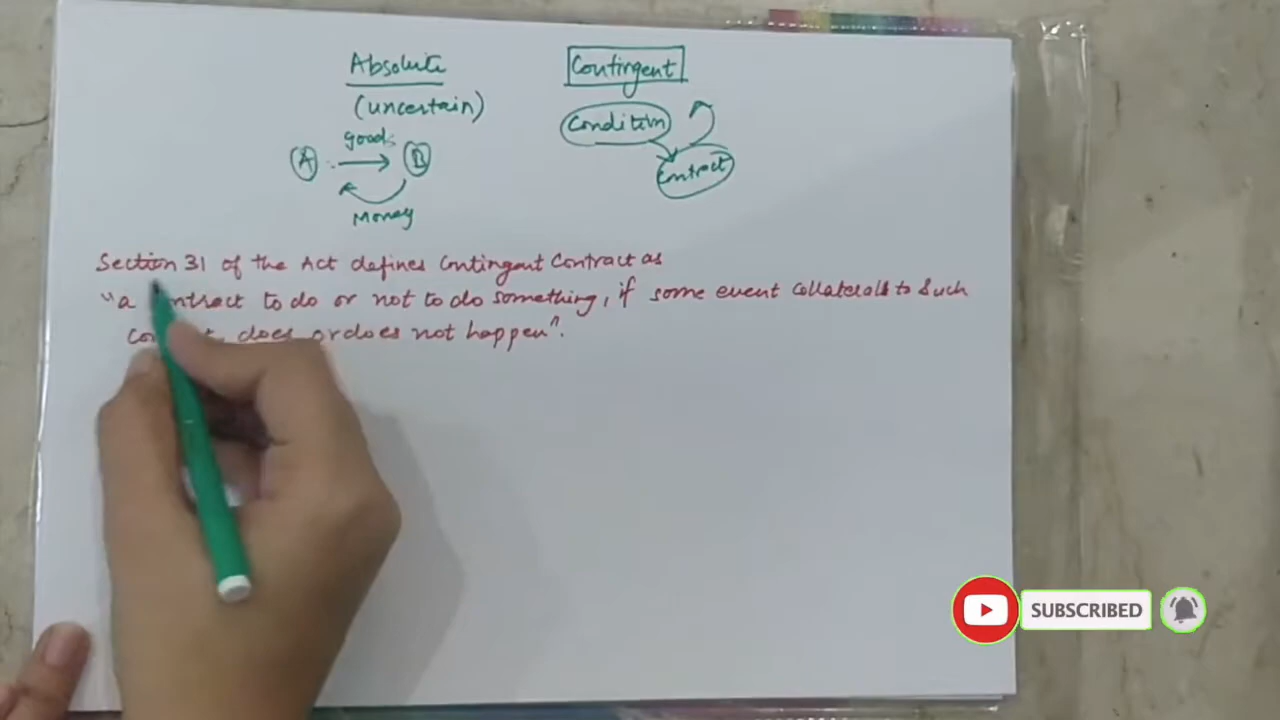 Absolute
Contingent
(uncertain)
Condition
goods
A
B
Contract
Money
Section 31 of the Act defines Contingent Contract as
"a contract to do or not to do something, if some event Collateral to Such
does or does not happen".
SUBSCRIBED